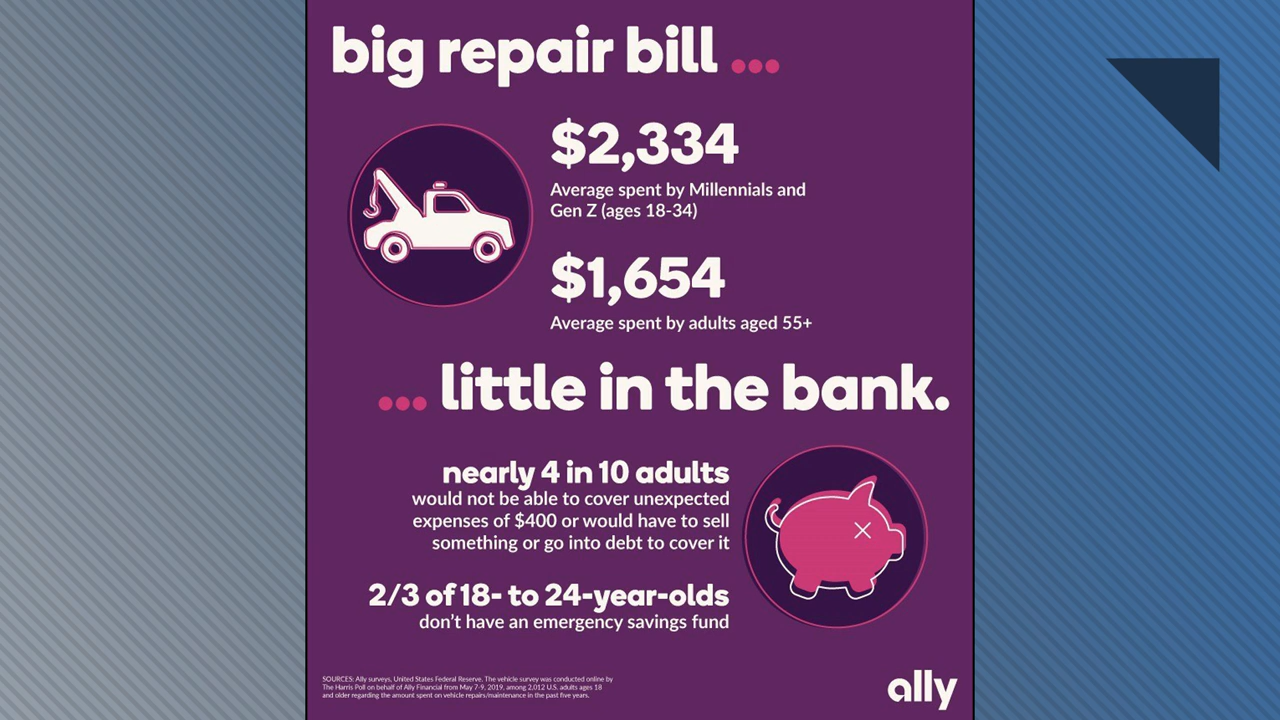 big repair bill ...
$2,334
Average spent by Millennials and
Gen Z (ages 18-34)
$1,654
Average spent by adults aged 55+
... little in the bank.
nearly 4 in 10 adults
would not be able to cover unexpected
expenses of $400 or would have to sell
something or go into debt to cover it
2/3 of 18- to 24-year-olds
don't have an emergency savings fund
SOURCES: Ally surveys, United States Federal Reserve. The vehicle survey was conducted online by
The Harris Poll on behalf of Ally Financial from May 7-9, 2019, among 2,012 U.S. adults ages 18
and older regarding the amount spent on vehicle repairs/maintenance in the past five years.
ally